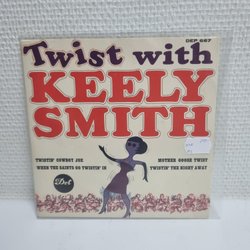 DEP 667
Twist with
KEELY
SMITH
TWISTIN' COWBOY JOE
MOTHER GOOSE TWIST
WHEN THE SAINTS GO TWISTIN' IN
TWISTIN' THE NIGHT AWAY
Dot